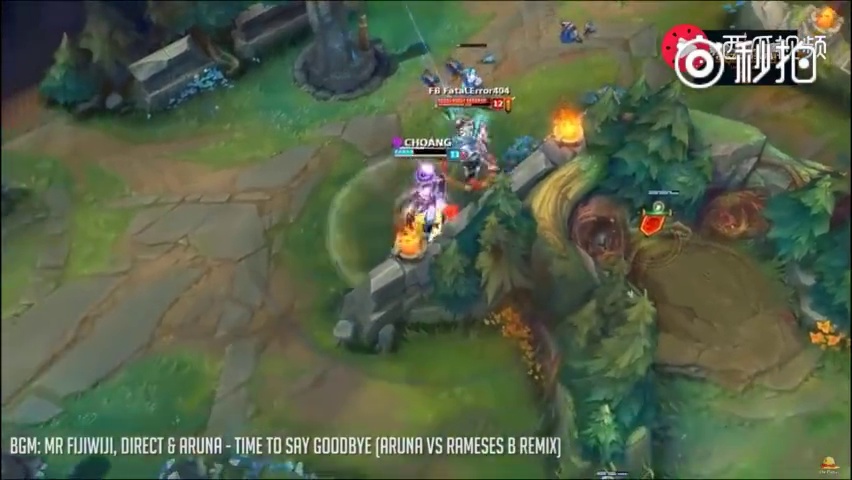 西瓜视频
秒拍
FB FatalError404
12
CHOANG
11
BGM: MR FIJIWIJI, DIRECT & ARUNA - TIME TO SAY GOODBYE (ARUNA VS RAMESES B REMIX)